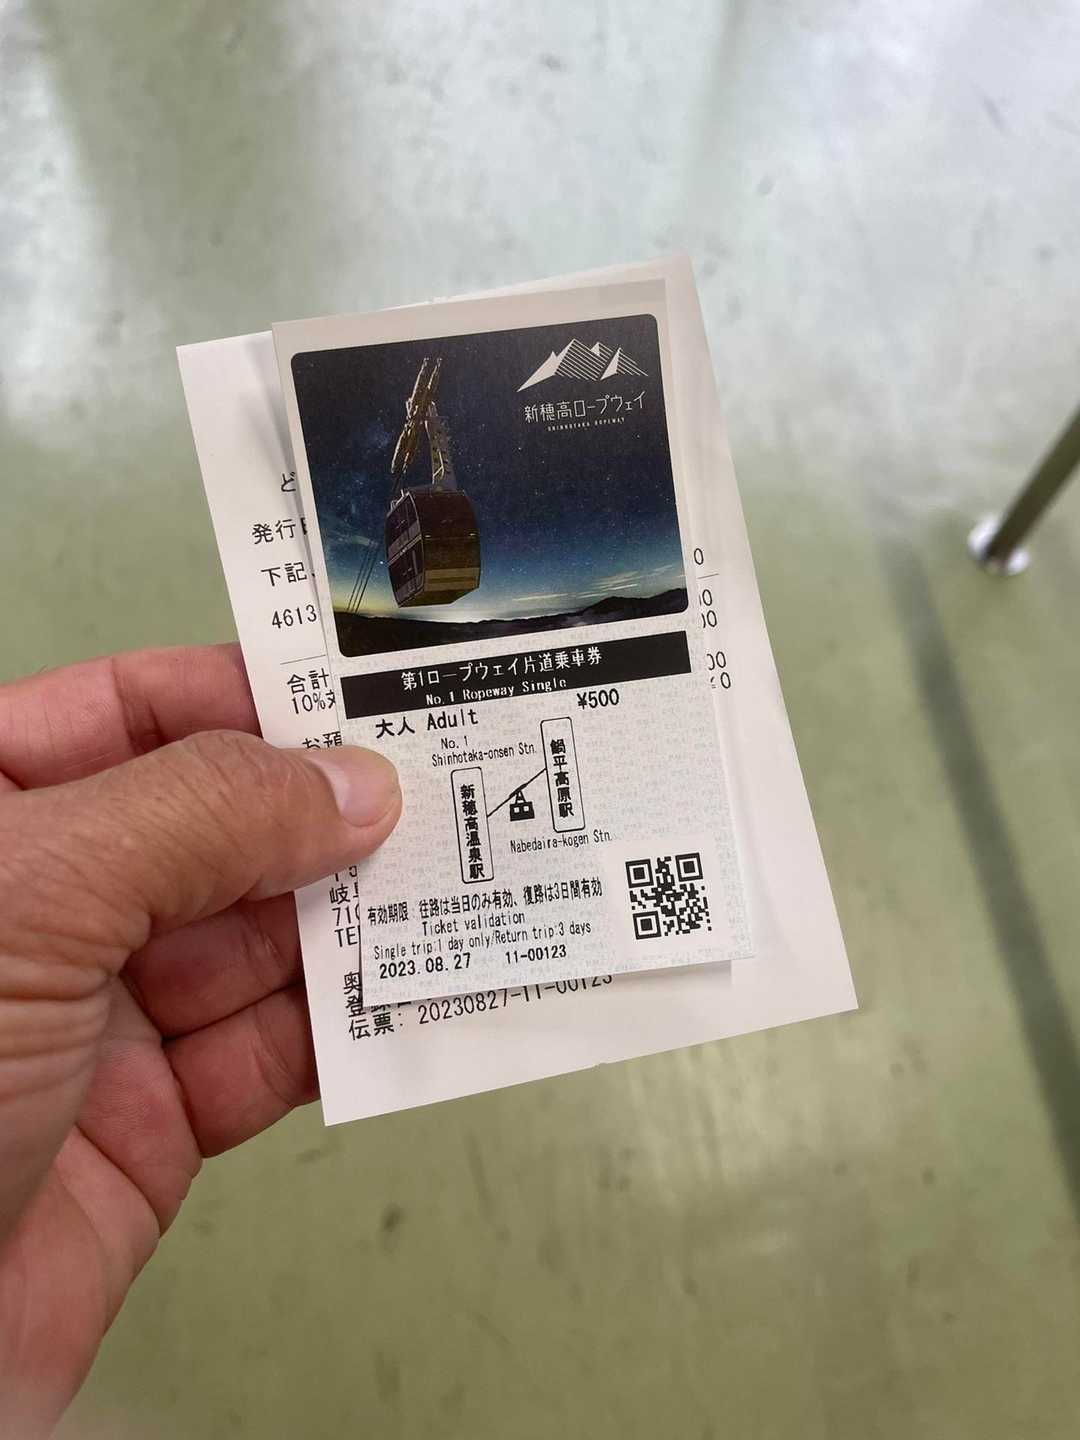 新穂高ロープウェイ
SHINHOTAKA ROPEWAY
第1ロープウェイ片道乗車券
No.1 Ropeway Single
大人 Adult
¥500
No.1
Shinhotaka-onsen Stn.
鍋平高原駅
新穂高温泉駅
Nabedaira-kogen Stn.
有効期限：往路は当日のみ有効、復路は3日間有効
Ticket validation
Single trip:1 day only/Return trip:3 days
2023.08.27 11-00123
ど
発行
下記
4613
合計
10%
お預
710
伝票: 20230827-11-00123